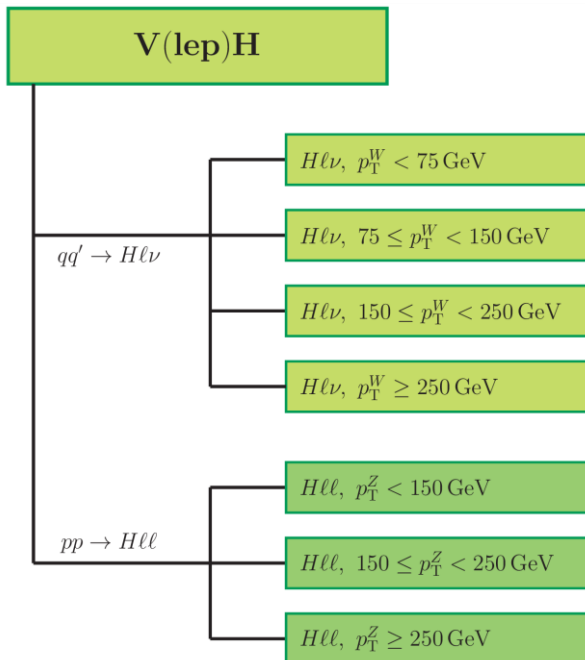 V(lep)H
Hℓν, p_T^W < 75 GeV
Hℓν, 75 ≤ p_T^W < 150 GeV
qq′ → Hℓν
Hℓν, 150 ≤ p_T^W < 250 GeV
Hℓν, p_T^W ≥ 250 GeV
Hℓℓ, p_T^Z < 150 GeV
pp → Hℓℓ
Hℓℓ, 150 ≤ p_T^Z < 250 GeV
Hℓℓ, p_T^Z ≥ 250 GeV